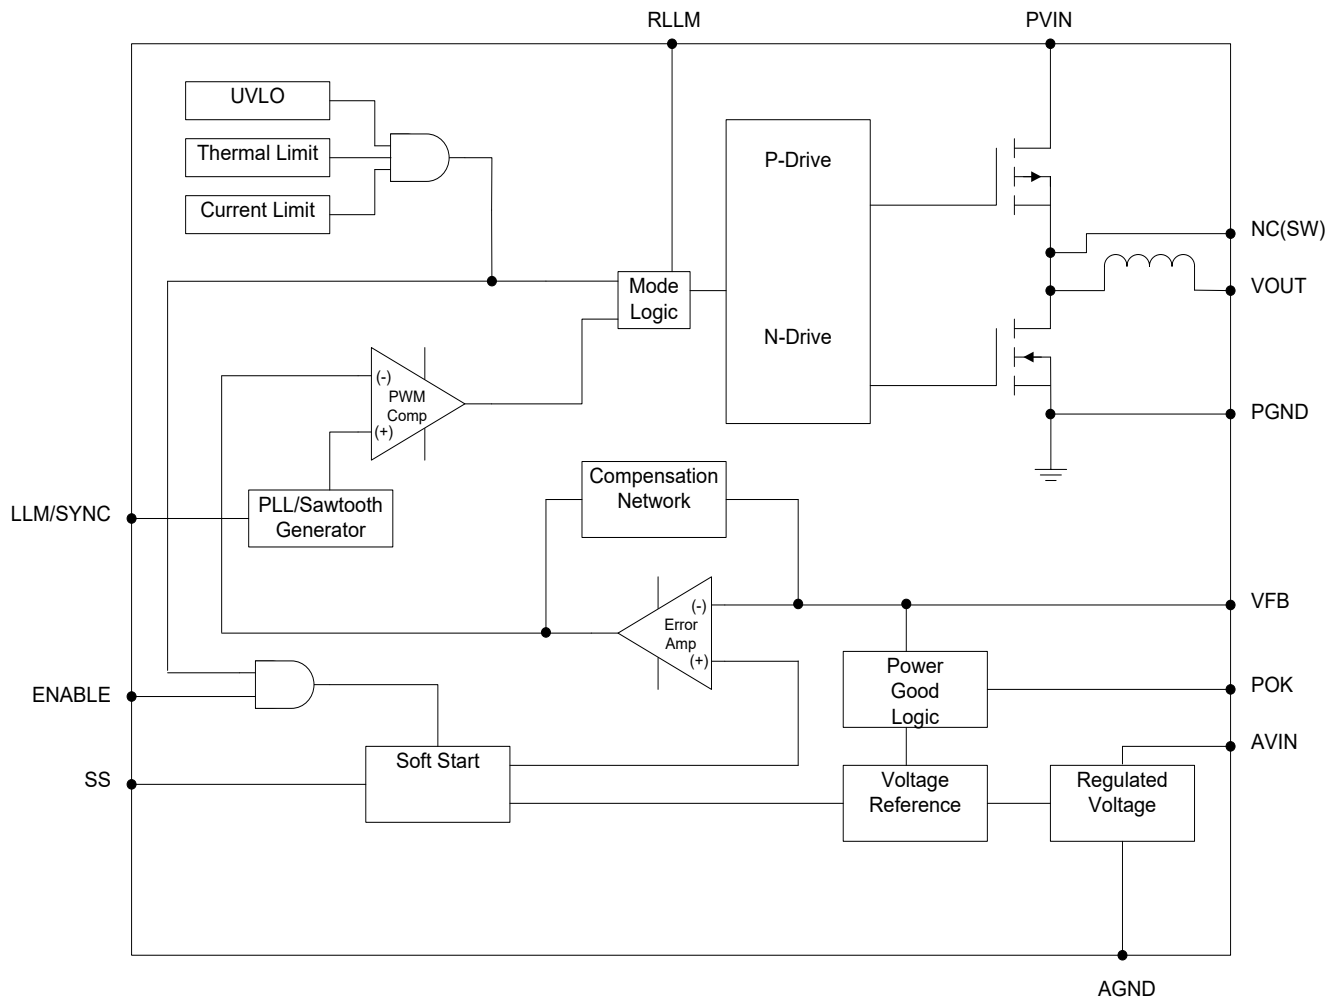 RLLM
PVIN
UVLO
Thermal Limit
Current Limit
P-Drive
N-Drive
NC(SW)
VOUT
Mode
Logic
(-)
PWM
Comp
(+)
PGND
Compensation
Network
LLM/SYNC
PLL/Sawtooth
Generator
(-)
Error
Amp
(+)
VFB
Power
Good
Logic
ENABLE
POK
AVIN
SS
Soft Start
Voltage
Reference
Regulated
Voltage
AGND